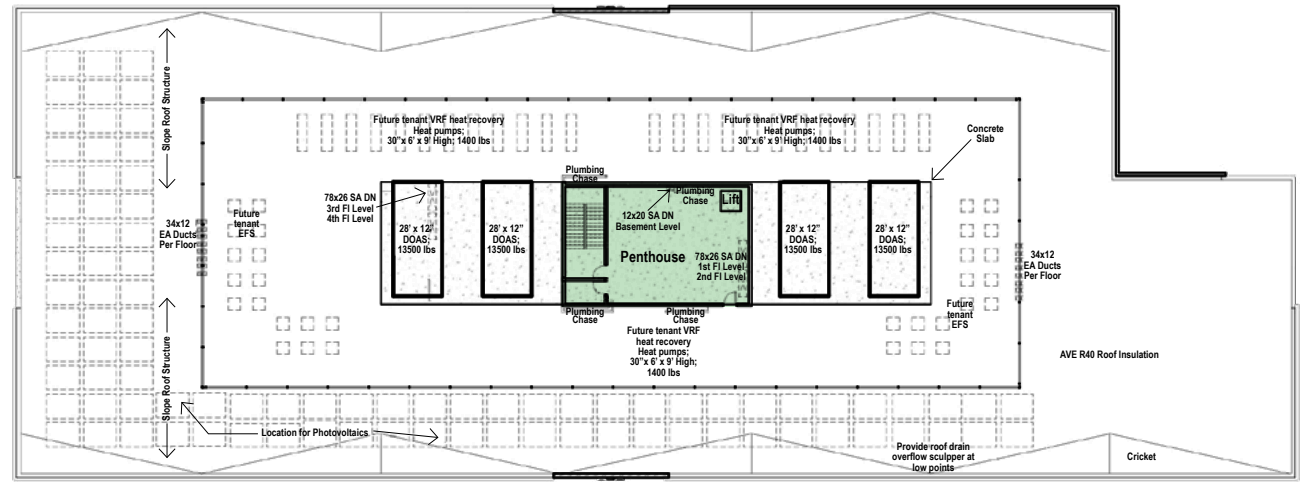 Slope Roof Structure
Future tenant VRF heat recovery
Heat pumps;
30"x 6' x 9' High; 1400 lbs
Future tenant VRF heat recovery
Heat pumps;
30"x 6' x 9' High; 1400 lbs
Concrete
Slab
Plumbing
Chase
78x26 SA DN
3rd Fl Level
4th Fl Level
Plumbing
Chase
Lift
12x20 SA DN
Basement Level
34x12
EA Ducts
Per Floor
Future
tenant
EFS
28' x 12"
DOAS;
13500 lbs
28' x 12"
DOAS;
13500 lbs
Penthouse
78x26 SA DN
1st Fl Level
2nd Fl Level
28' x 12"
DOAS;
13500 lbs
28' x 12"
DOAS;
13500 lbs
34x12
EA Ducts
Per Floor
Future
tenant
EFS
Plumbing
Chase
Plumbing
Chase
Future tenant VRF
heat recovery
Heat pumps;
30"x 6' x 9' High;
1400 lbs
AVE R40 Roof Insulation
Slope Roof Structure
Location for Photovoltaics
Provide roof drain
overflow sculpper at
low points
Cricket